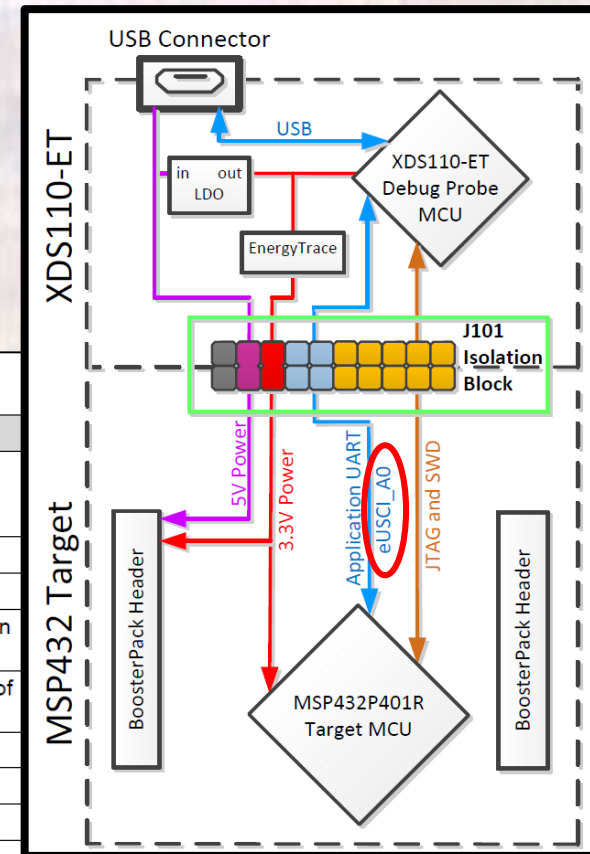 USB Connector
XDS110-ET
USB
in out
LDO
XDS110-ET
Debug Probe
MCU
EnergyTrace
J101
Isolation
Block
MSP432 Target
5V Power
3.3V Power
Application UART
eUSCI_A0
JTAG and SWD
n
of
BoosterPack Header
MSP432P401R
Target MCU
BoosterPack Header